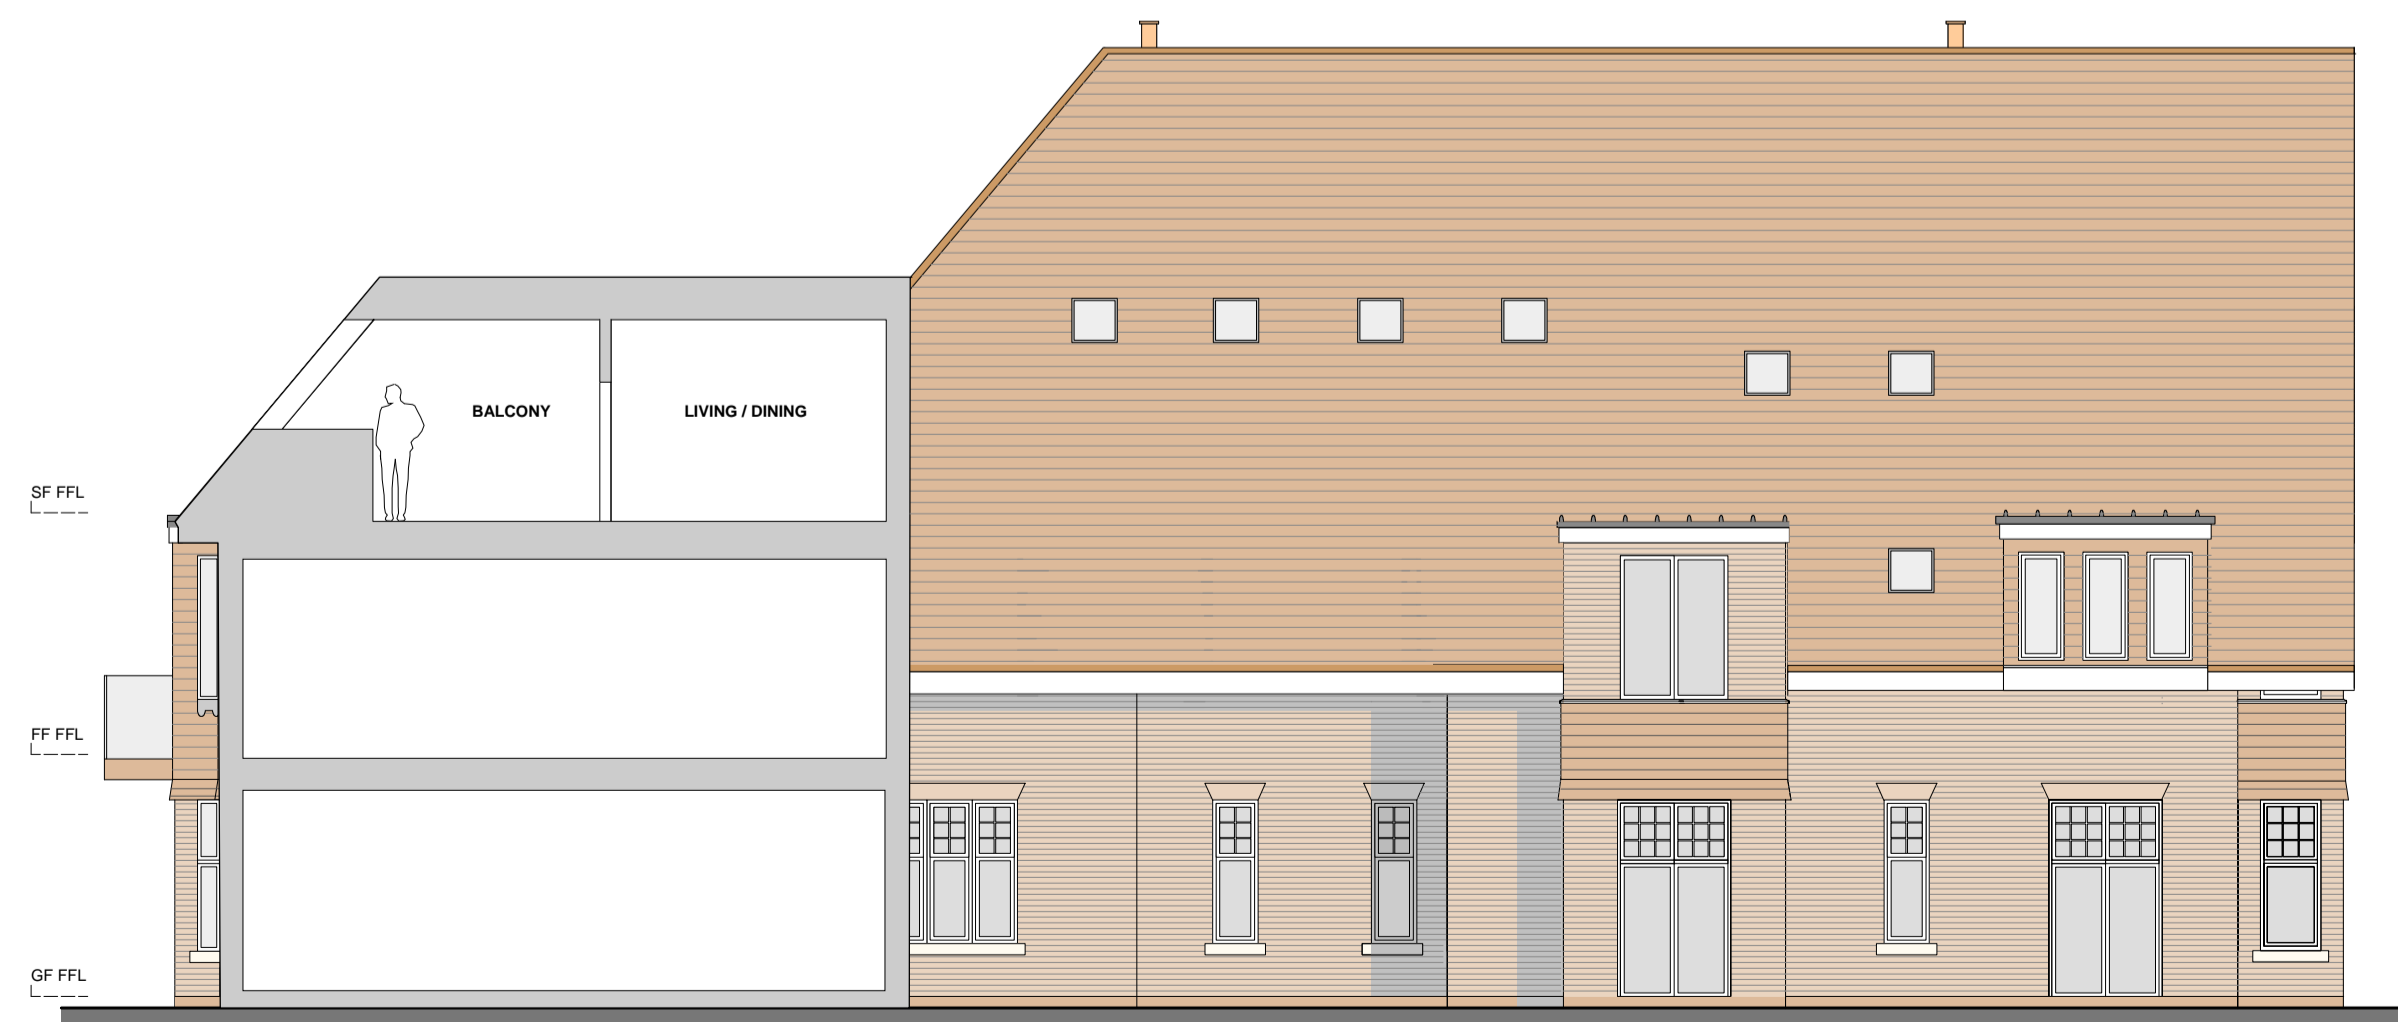 BALCONY
LIVING / DINING
SF FFL
FF FFL
GF FFL